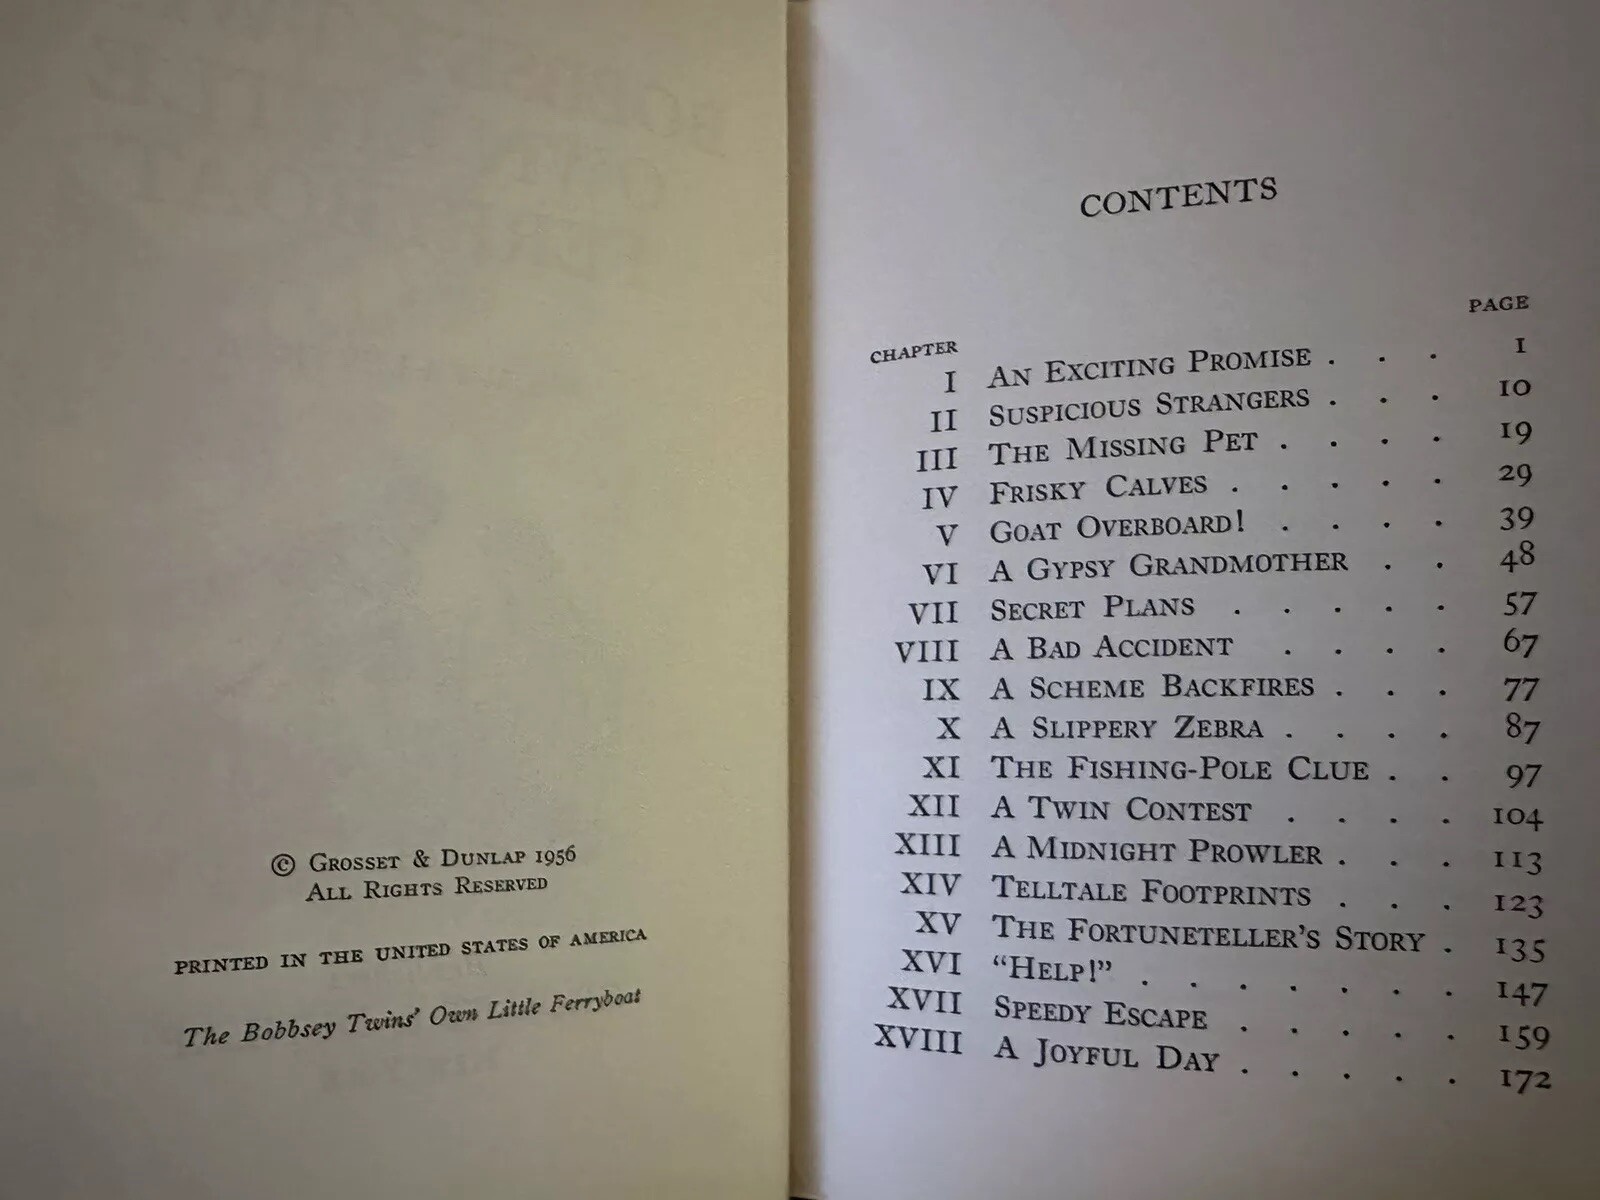 © Grosset & Dunlap 1956
All Rights Reserved
PRINTED IN THE UNITED STATES OF AMERICA
The Bobbsey Twins' Own Little Ferryboat
CONTENTS
CHAPTER PAGE
I An Exciting Promise . . . 1
II Suspicious Strangers . . . 10
III The Missing Pet . . . . 19
IV Frisky Calves . . . . . 29
V Goat Overboard! . . . . 39
VI A Gypsy Grandmother . . 48
VII Secret Plans . . . . . 57
VIII A Bad Accident . . . . 67
IX A Scheme Backfires . . . 77
X A Slippery Zebra . . . . 87
XI The Fishing-Pole Clue . . 97
XII A Twin Contest . . . . 104
XIII A Midnight Prowler . . . 113
XIV Telltale Footprints . . . 123
XV The Fortuneteller's Story . 135
XVI "Help!" . . . . . . . 147
XVII Speedy Escape . . . . . 159
XVIII A Joyful Day . . . . . 172